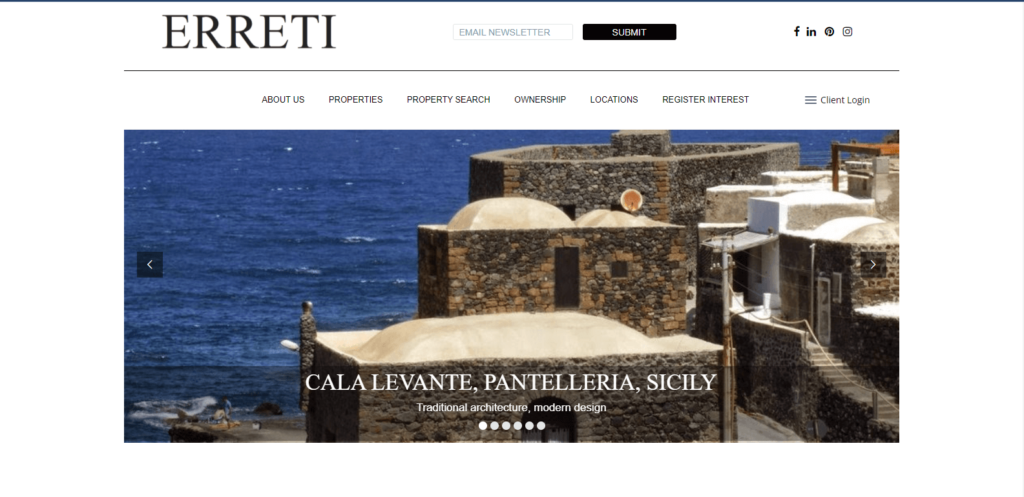 ERRETI
EMAIL NEWSLETTER
SUBMIT
ABOUT US
PROPERTIES
PROPERTY SEARCH
OWNERSHIP
LOCATIONS
REGISTER INTEREST
Client Login
CALA LEVANTE, PANTELLERIA, SICILY
Traditional architecture, modern design